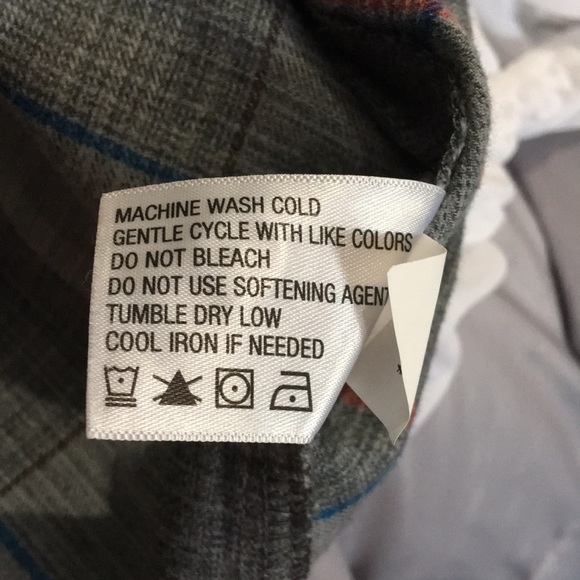 MACHINE WASH COLD
GENTLE CYCLE WITH LIKE COLORS
DO NOT BLEACH
DO NOT USE SOFTENING AGENT
TUMBLE DRY LOW
COOL IRON IF NEEDED